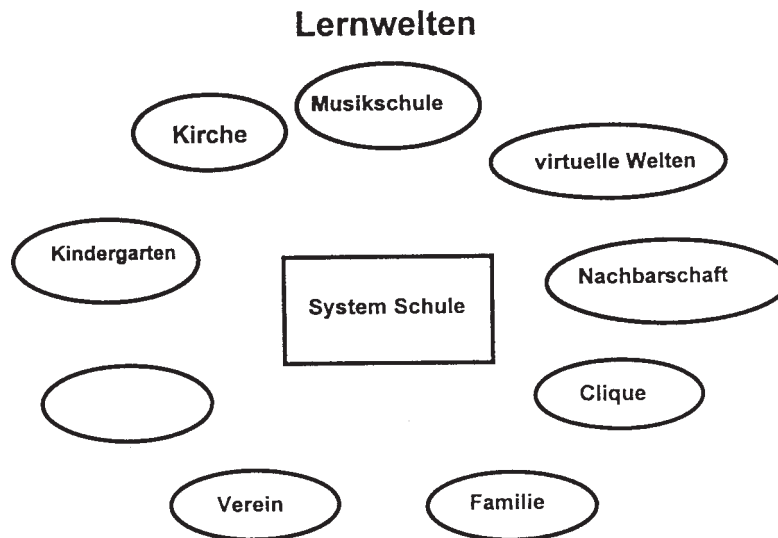 Lernwelten
Musikschule
Kirche
virtuelle Welten
Kindergarten
Nachbarschaft
System Schule
Clique
Verein
Familie